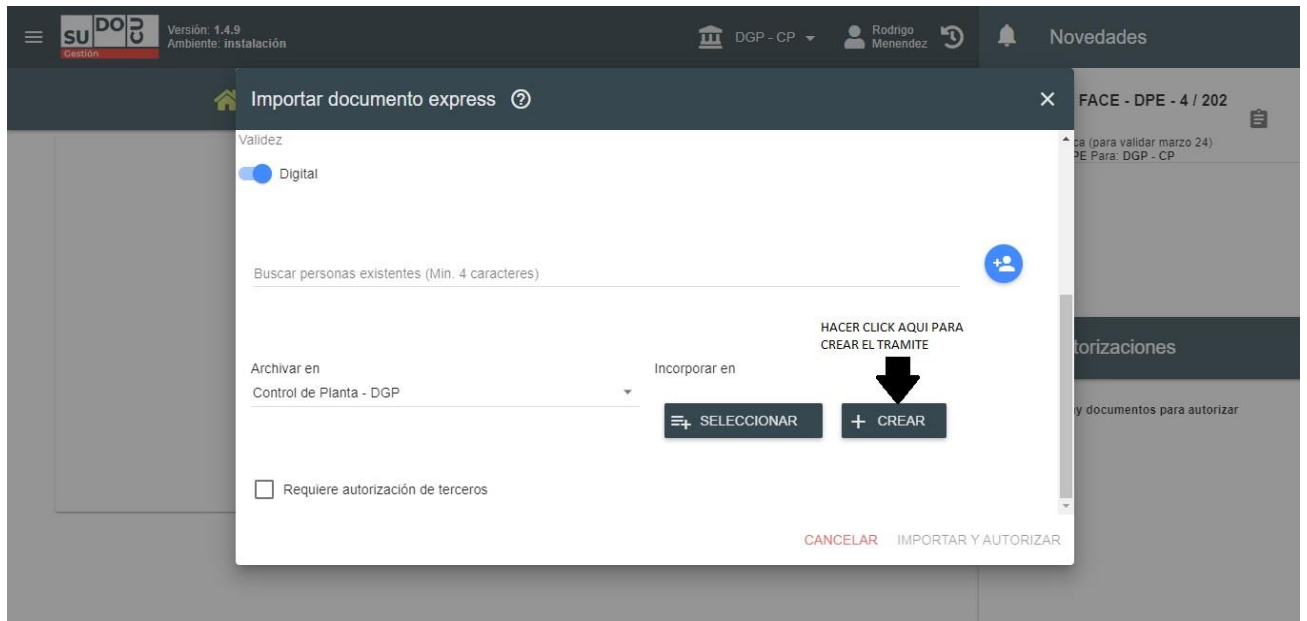 SU DO CU
Gestión
Versión: 1.4.9
Ambiente: instalación
DGP - CP
Rodrigo
Menendez
Novedades
Importar documento express
FACE - DPE - 4 / 202
ca (para validar marzo 24)
PE Para: DGP - CP
Validez
Digital
Buscar personas existentes (Min. 4 caracteres)
HACER CLICK AQUI PARA
CREAR EL TRAMITE
Archivar en
Control de Planta - DGP
Incorporar en
SELECCIONAR
+ CREAR
torizaciones
y documentos para autorizar
Requiere autorización de terceros
CANCELAR
IMPORTAR Y AUTORIZAR